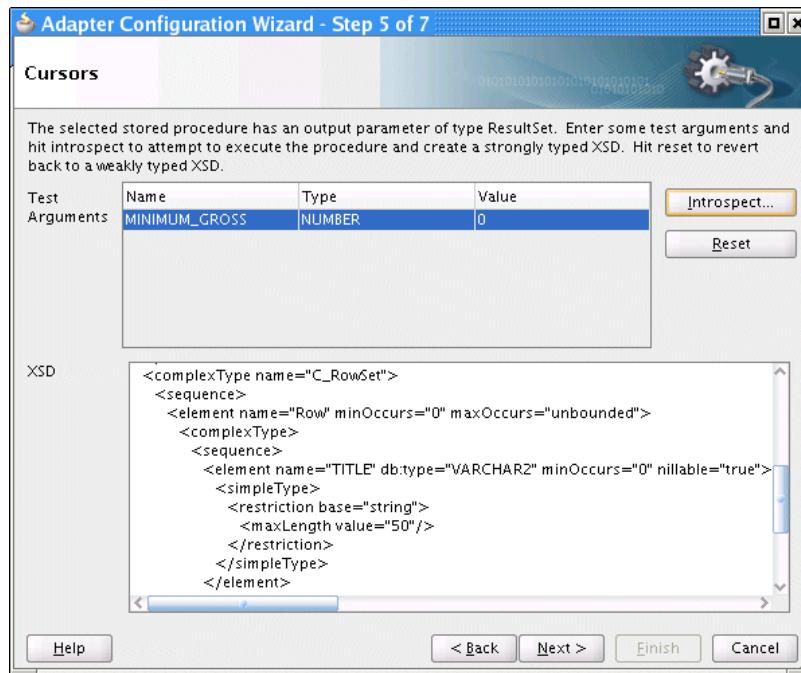 Adapter Configuration Wizard - Step 5 of 7
Cursors
The selected stored procedure has an output parameter of type ResultSet. Enter some test arguments and
hit introspect to attempt to execute the procedure and create a strongly typed XSD. Hit reset to revert
back to a weakly typed XSD.
Test Arguments
Name Type Value
MINIMUM_GROSS NUMBER 0
Introspect...
Reset
XSD
<complexType name="C_RowSet">
<sequence>
<element name="Row" minOccurs="0" maxOccurs="unbounded">
<complexType>
<sequence>
<element name="TITLE" db:type="VARCHAR2" minOccurs="0" nillable="true">
<simpleType>
<restriction base="string">
<maxLength value="50"/>
</restriction>
</simpleType>
</element>
Help < Back Next > Finish Cancel